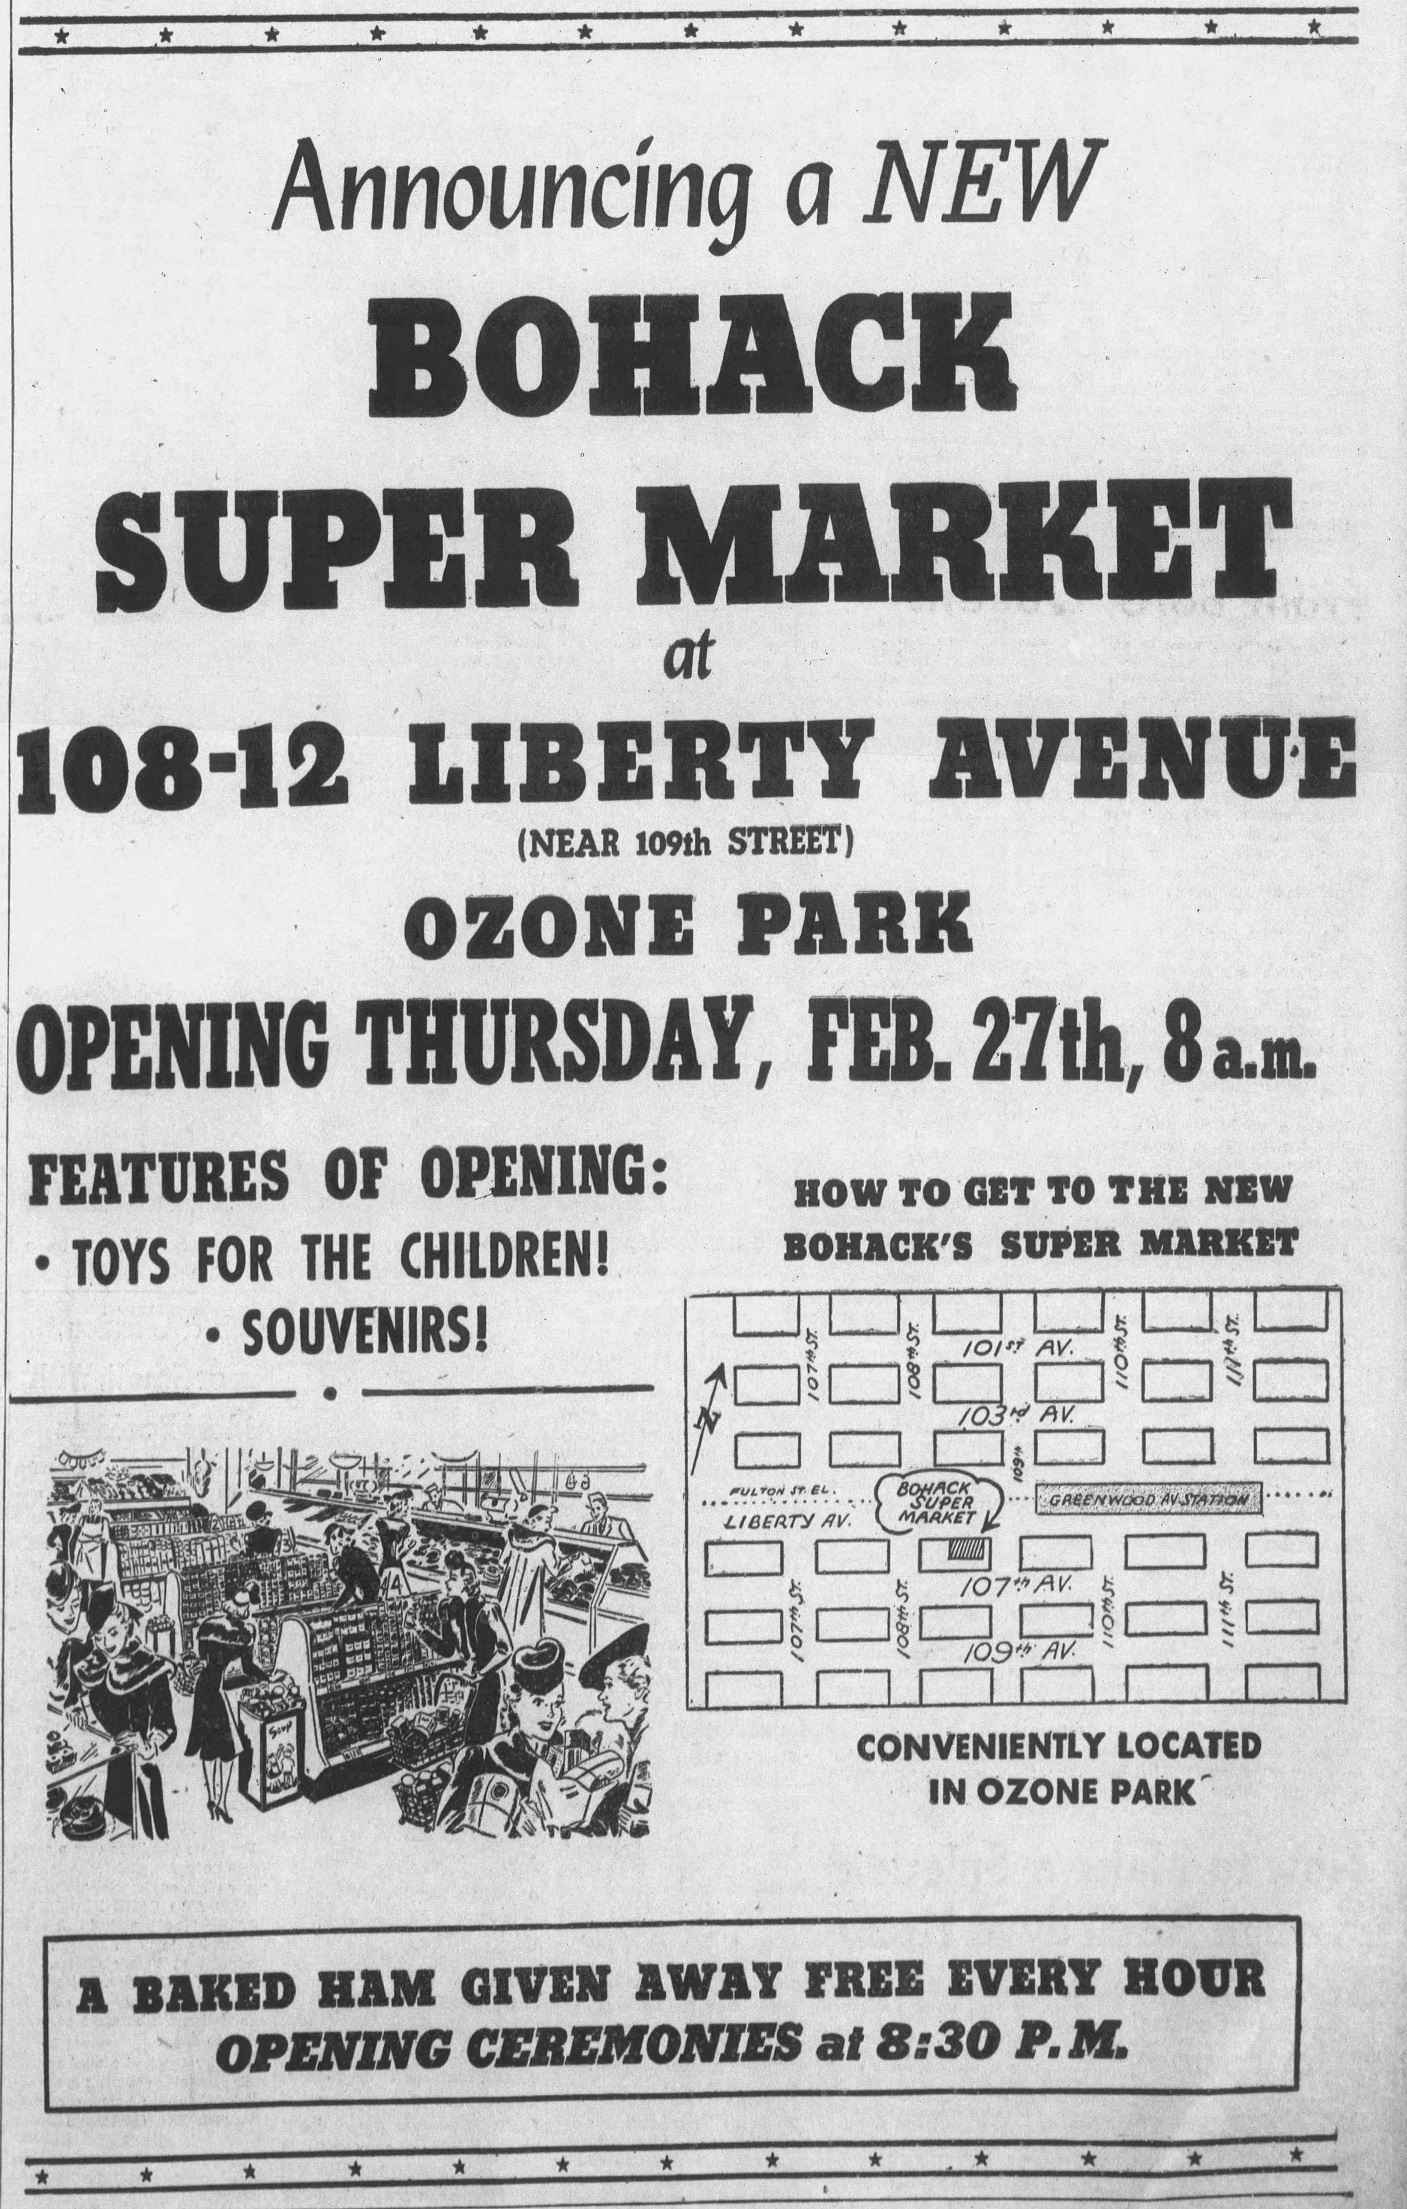 Announcing a NEW
BOHACK
SUPER MARKET
at
108-12 LIBERTY AVENUE
(NEAR 109th STREET)
OZONE PARK
OPENING THURSDAY, FEB. 27th, 8 a.m.
FEATURES OF OPENING:
• TOYS FOR THE CHILDREN!
• SOUVENIRS!
HOW TO GET TO THE NEW
BOHACK'S SUPER MARKET
107th ST.
108th ST.
101st AV.
110th ST.
111th ST.
N
103rd AV.
109th
FULTON ST. EL.
LIBERTY AV.
BOHACK
SUPER
MARKET
GREENWOOD AV. STATION
107th AV.
107th ST.
108th ST.
110th ST.
111th ST.
109th AV.
Soup
CONVENIENTLY LOCATED
IN OZONE PARK
A BAKED HAM GIVEN AWAY FREE EVERY HOUR
OPENING CEREMONIES at 8:30 P.M.